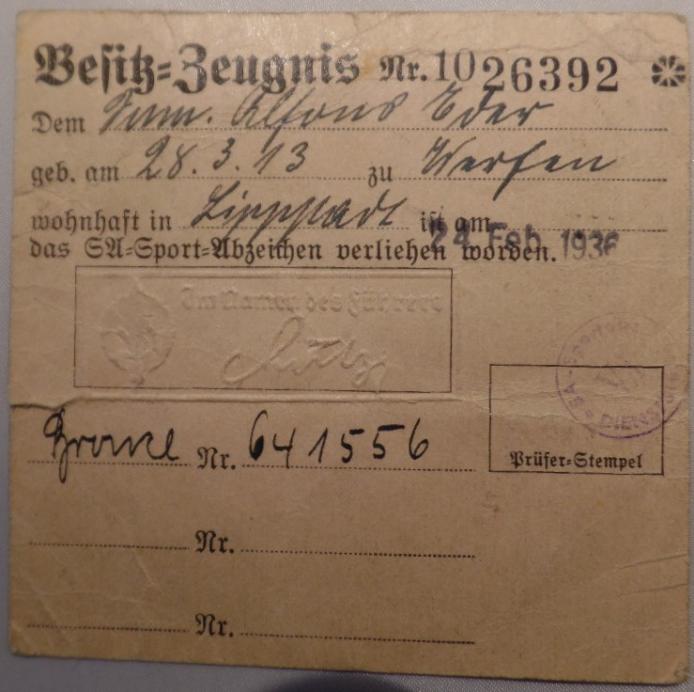 Besitz=Zeugnis Nr. 1026392
Dem Alfons Eder
geb. am 28.3.13 zu Werfen
wohnhaft in Lippstadt ist am 24. Feb. 1936
das SA=Sport=Abzeichen verliehen worden.
Im Namen des Führers
Bronce Nr. 641556
Prüfer=Stempel
Nr.
Nr.